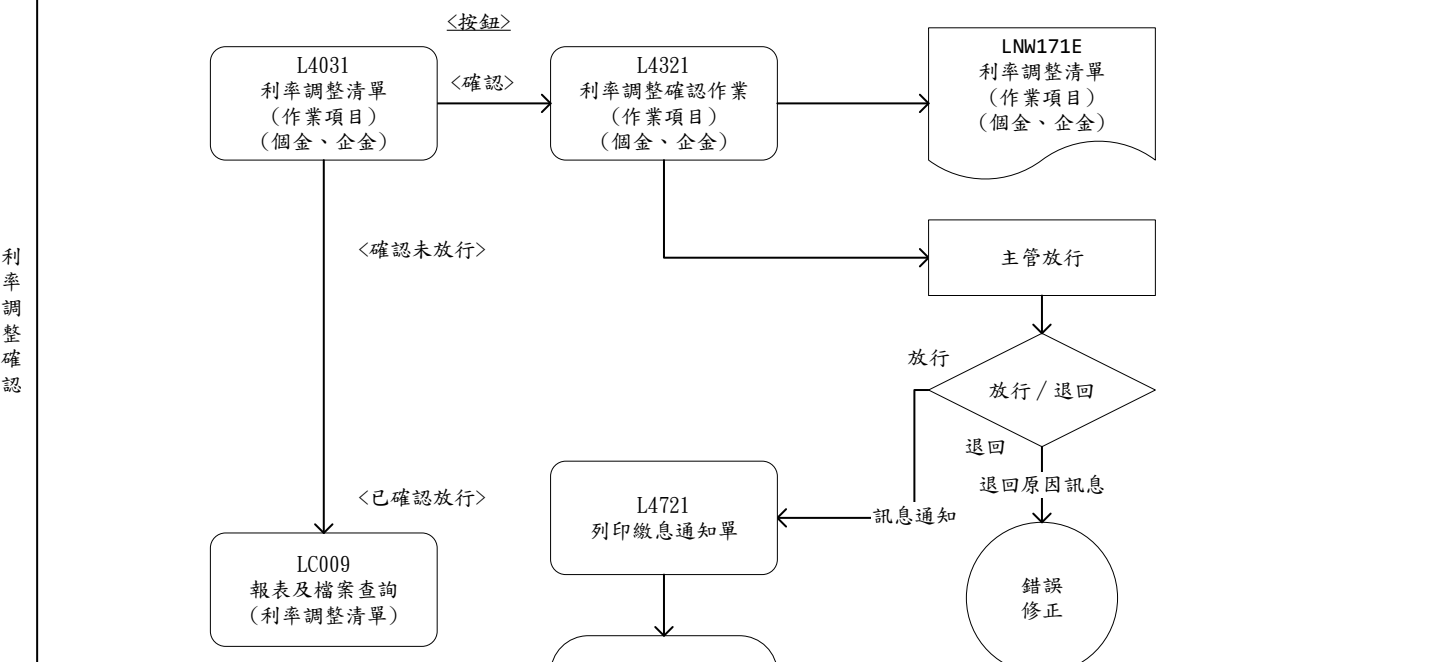 <按鈕>
L4031
利率調整清單
(作業項目)
(個金、企金)
<確認>
L4321
利率調整確認作業
(作業項目)
(個金、企金)
LNW171E
利率調整清單
(作業項目)
(個金、企金)
利率調整確認
<確認未放行>
主管放行
放行
放行/退回
退回
退回原因訊息
<已確認放行>
L4721
列印繳息通知單
訊息通知
LC009
報表及檔案查詢
(利率調整清單)
錯誤
修正